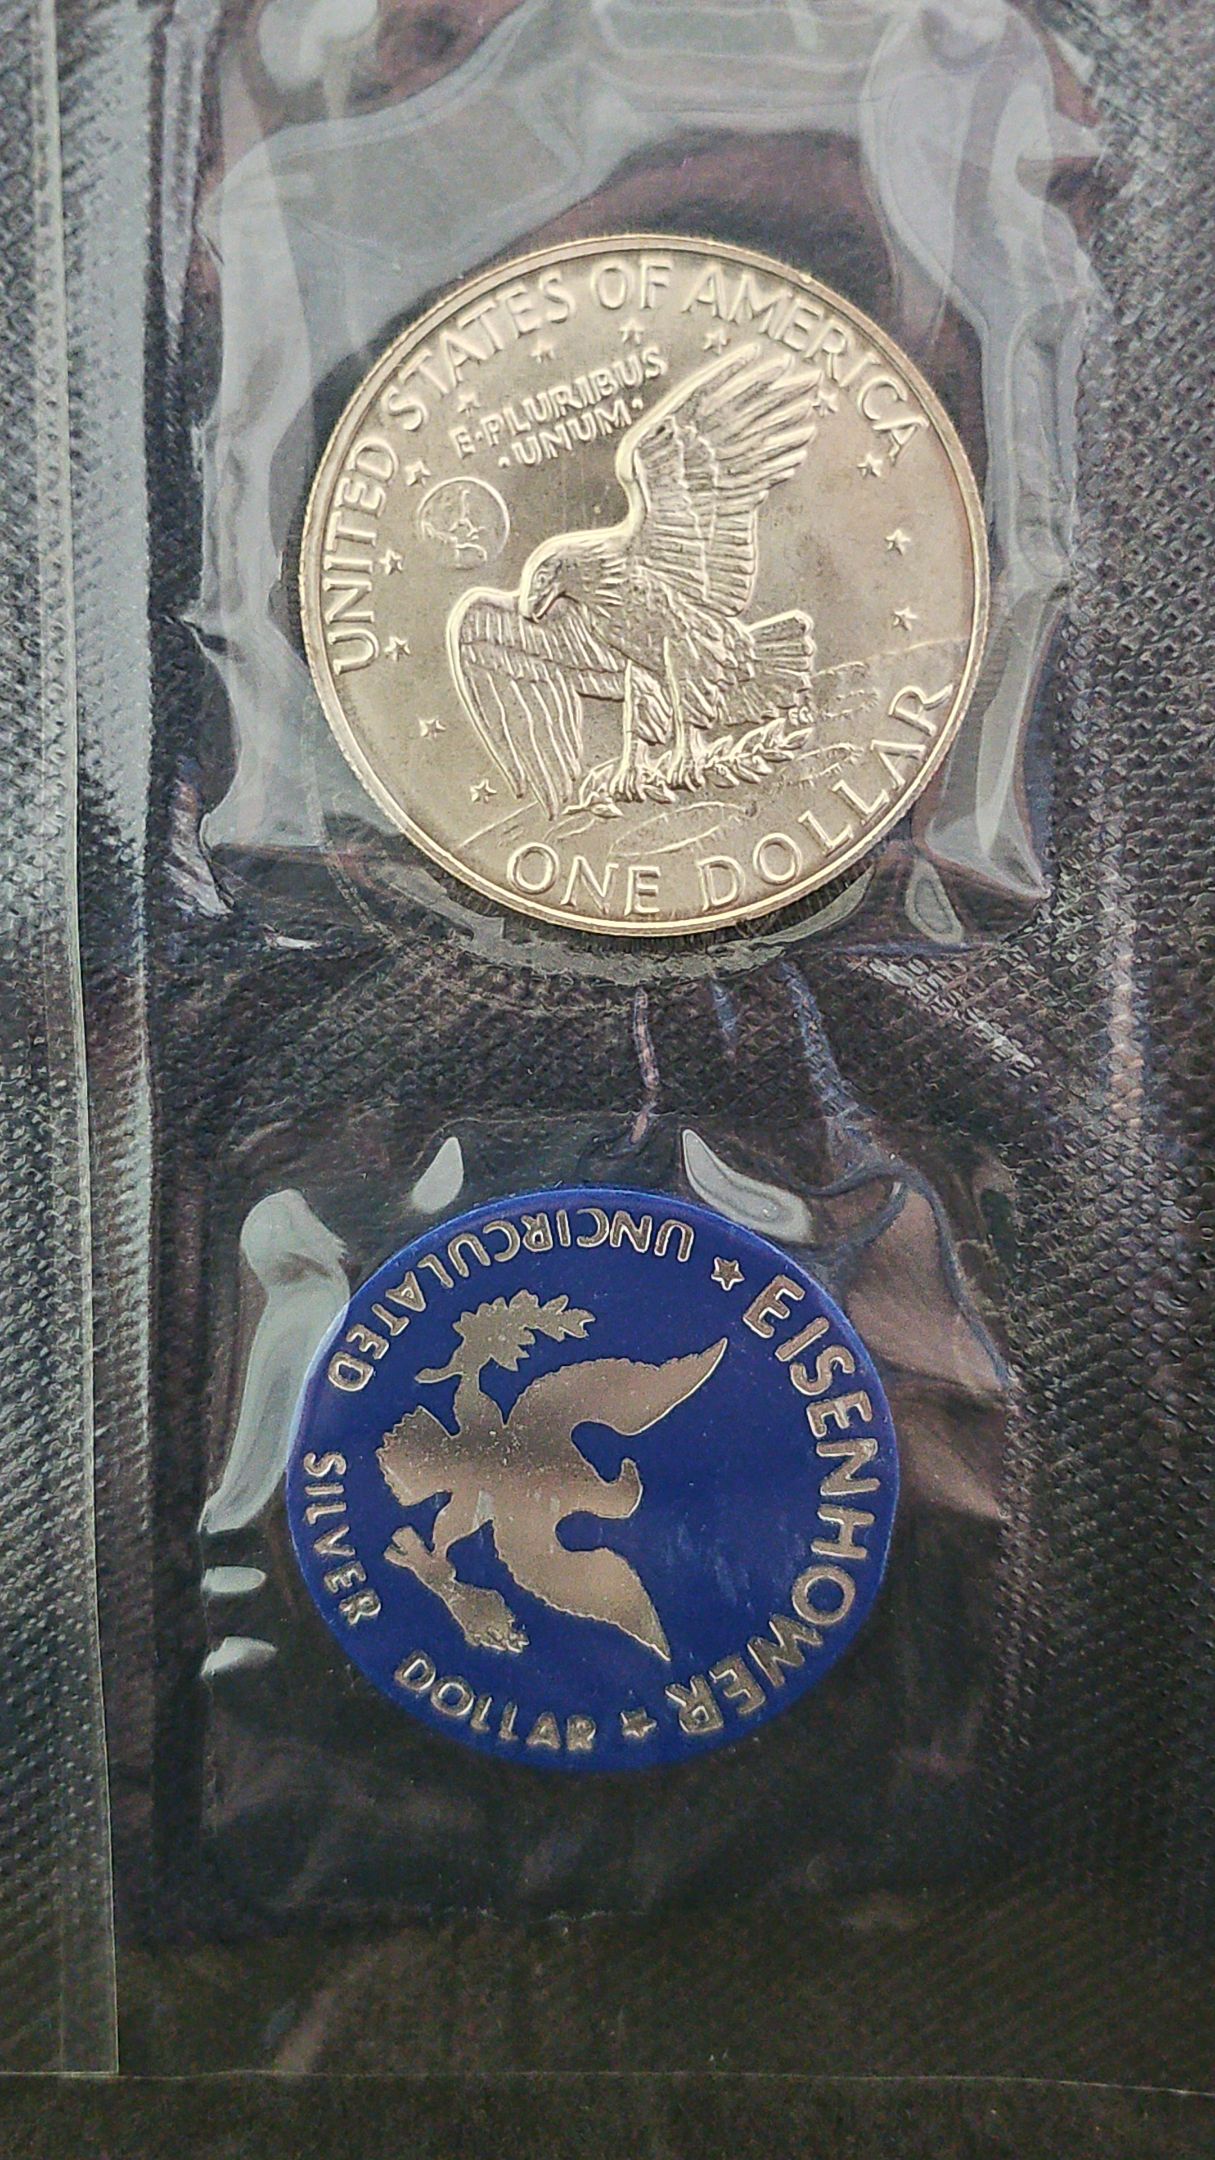 UNITED STATES OF AMERICA
E·PLURIBUS
·UNUM·
ONE DOLLAR
★ EISENHOWER ★
UNCIRCULATED SILVER DOLLAR